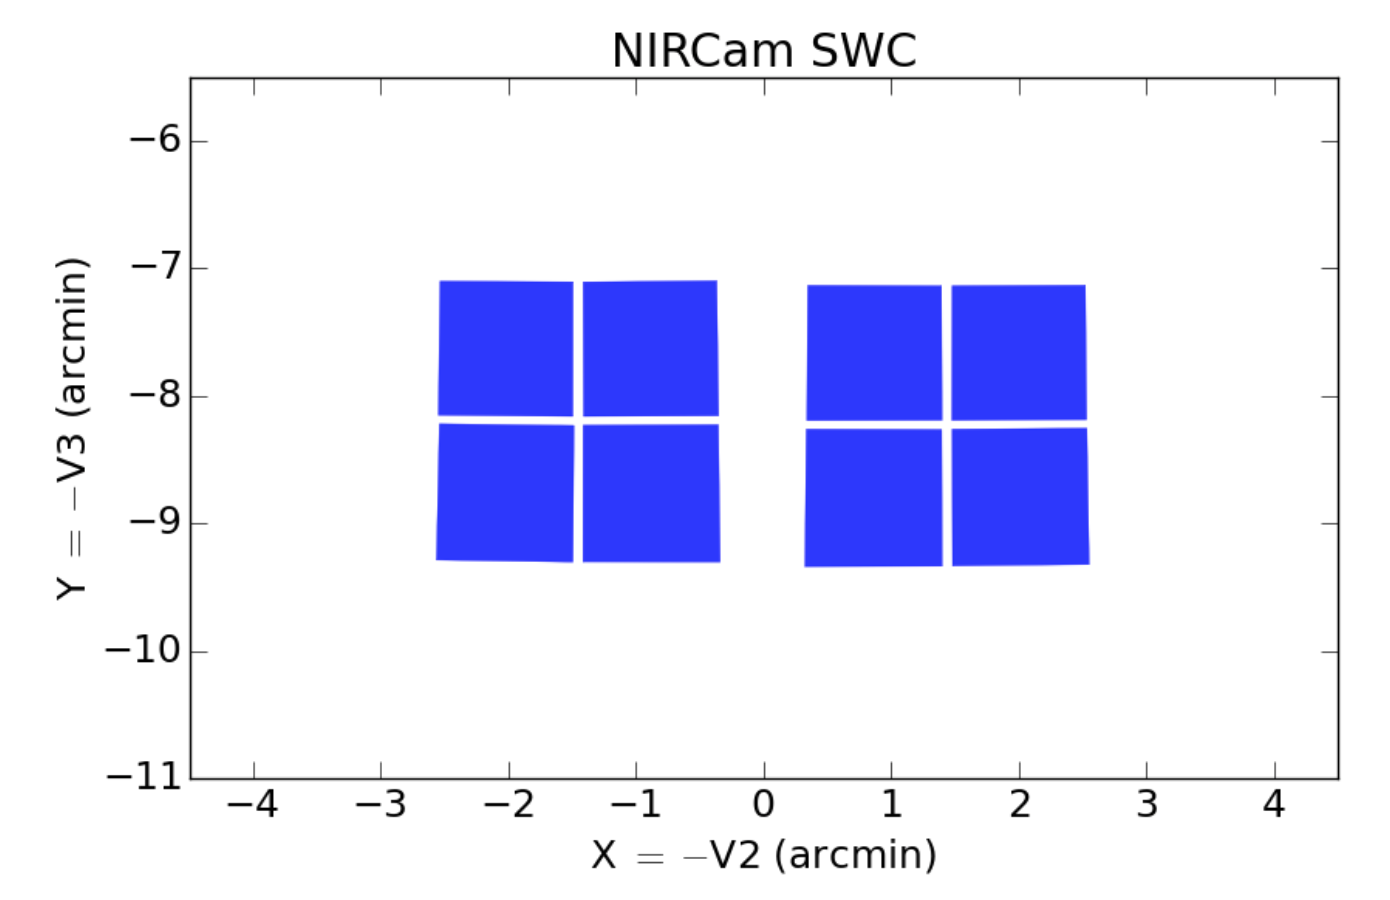 NIRCam SWC
−6
−7
−8
−9
−10
−11
Y = −V3 (arcmin)
−4 −3 −2 −1 0 1 2 3 4
X = −V2 (arcmin)